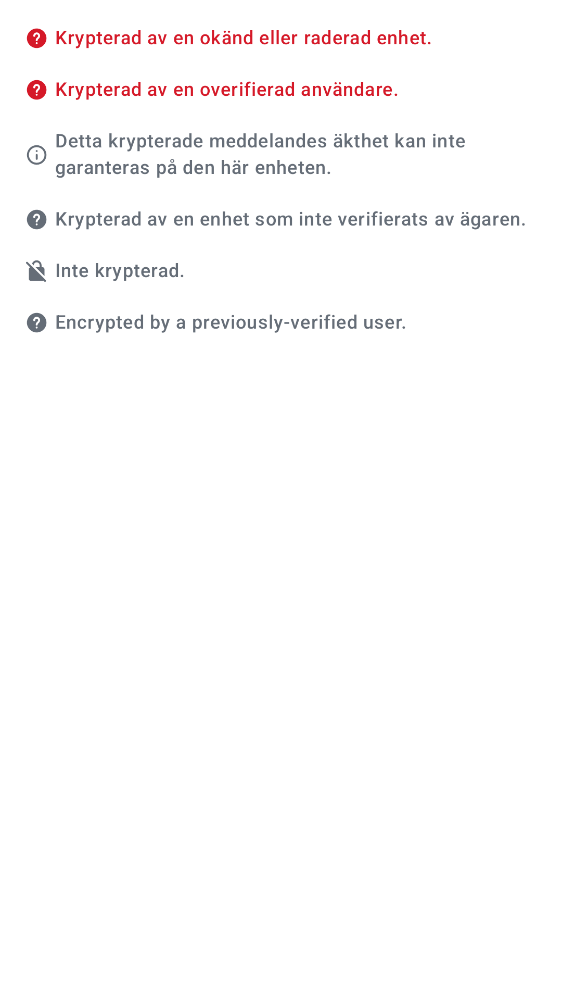 Krypterad av en okänd eller raderad enhet.
Krypterad av en overifierad användare.
Detta krypterade meddelandes äkthet kan inte
garanteras på den här enheten.
Krypterad av en enhet som inte verifierats av ägaren.
Inte krypterad.
Encrypted by a previously-verified user.